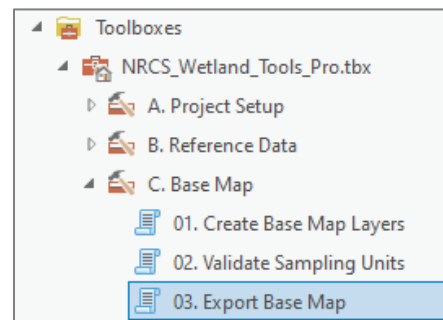 Toolboxes
NRCS_Wetland_Tools_Pro.tbx
A. Project Setup
B. Reference Data
C. Base Map
01. Create Base Map Layers
02. Validate Sampling Units
03. Export Base Map